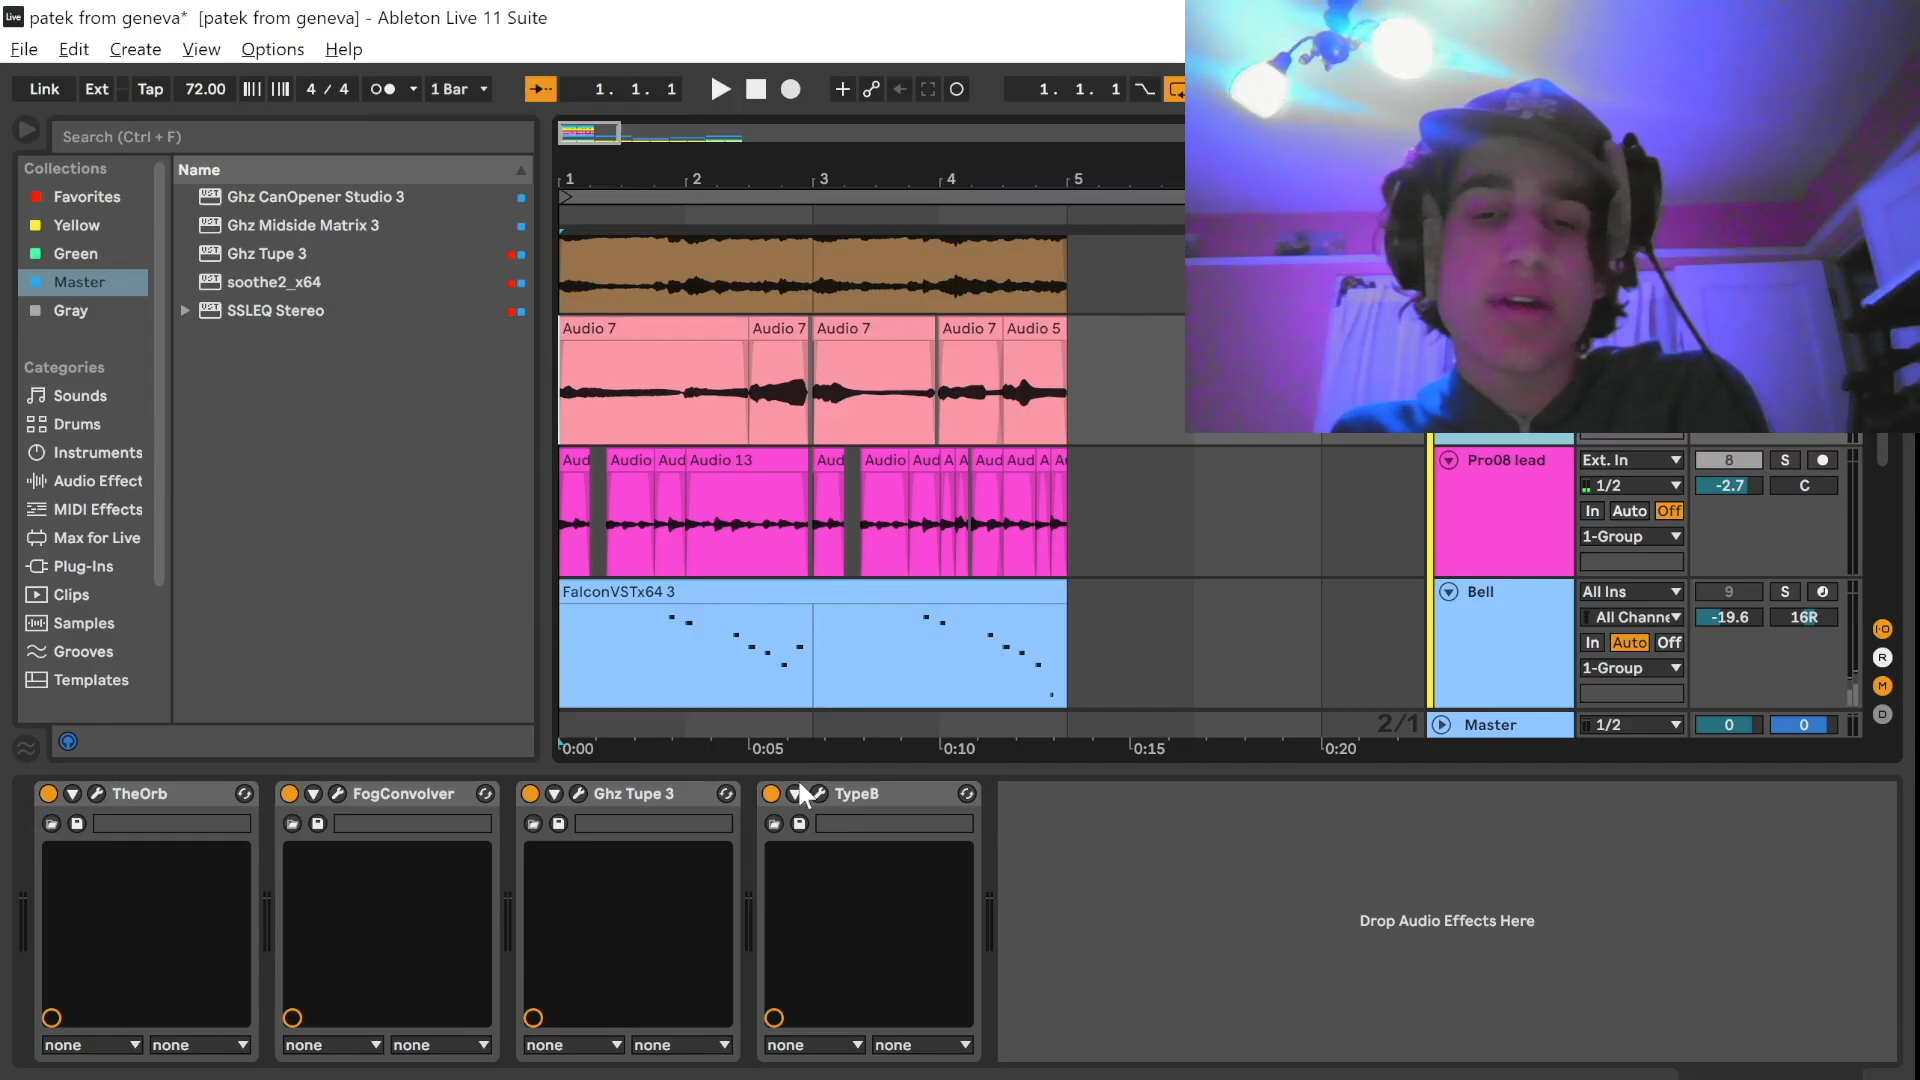 Live patek from geneva* [patek from geneva] - Ableton Live 11 Suite
File Edit Create View Options Help
Link Ext Tap 72.00 4 / 4 1 Bar 1. 1. 1 1. 1. 1
Search (Ctrl + F)
Collections
Favorites
Yellow
Green
Master
Gray
Categories
Sounds
Drums
Instruments
Audio Effect
MIDI Effects
Max for Live
Plug-Ins
Clips
Samples
Grooves
Templates
Name
VST Ghz CanOpener Studio 3
VST Ghz Midside Matrix 3
VST Ghz Tupe 3
VST soothe2_x64
VST SSLEQ Stereo
1 2 3 4 5
Audio 7 Audio 7 Audio 7 Audio 7 Audio 5
Aud Audio Aud Audio 13 Aud Audio Aud A A Aud Aud A A
FalconVSTx64 3
Pro08 lead Ext. In 8 S
1/2 -2.7 C
In Auto Off
1-Group
Bell All Ins 9 S
All Channe -19.6 16R
In Auto Off
1-Group
2/1 Master 1/2 0 0
0:00 0:05 0:10 0:15 0:20
I·O
R
M
D
TheOrb FogConvolver Ghz Tupe 3 TypeB
Drop Audio Effects Here
none none none none none none none none